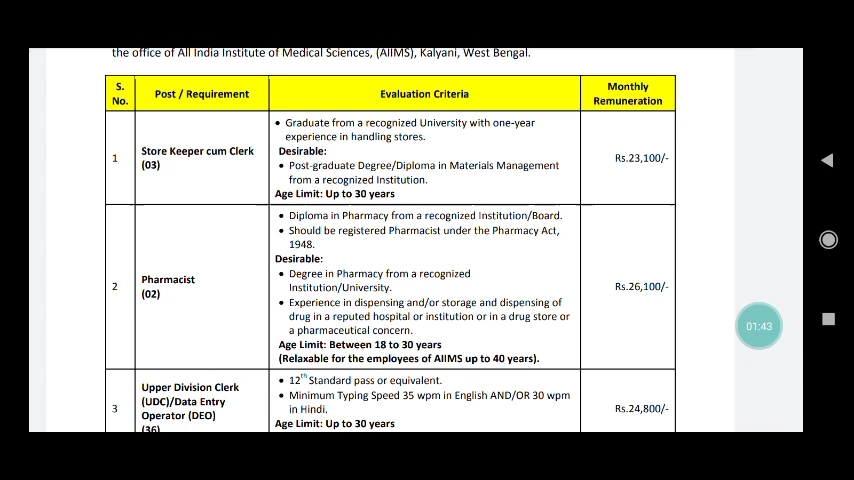 the office of All India Institute of Medical Sciences, (AIIMS), Kalyani, West Bengal.
S. No.
Post / Requirement
Evaluation Criteria
Monthly Remuneration
1
Store Keeper cum Clerk
(03)
• Graduate from a recognized University with one-year
experience in handling stores.
Desirable:
• Post-graduate Degree/Diploma in Materials Management
from a recognized Institution.
Age Limit: Up to 30 years
Rs.23,100/-
2
Pharmacist
(02)
• Diploma in Pharmacy from a recognized Institution/Board.
• Should be registered Pharmacist under the Pharmacy Act,
1948.
Desirable:
• Degree in Pharmacy from a recognized
Institution/University.
• Experience in dispensing and/or storage and dispensing of
drug in a reputed hospital or institution or in a drug store or
a pharmaceutical concern.
Age Limit: Between 18 to 30 years
(Relaxable for the employees of AIIMS up to 40 years).
Rs.26,100/-
3
Upper Division Clerk
(UDC)/Data Entry
Operator (DEO)
(36)
• 12th Standard pass or equivalent.
• Minimum Typing Speed 35 wpm in English AND/OR 30 wpm
in Hindi.
Age Limit: Up to 30 years
Rs.24,800/-
01:43